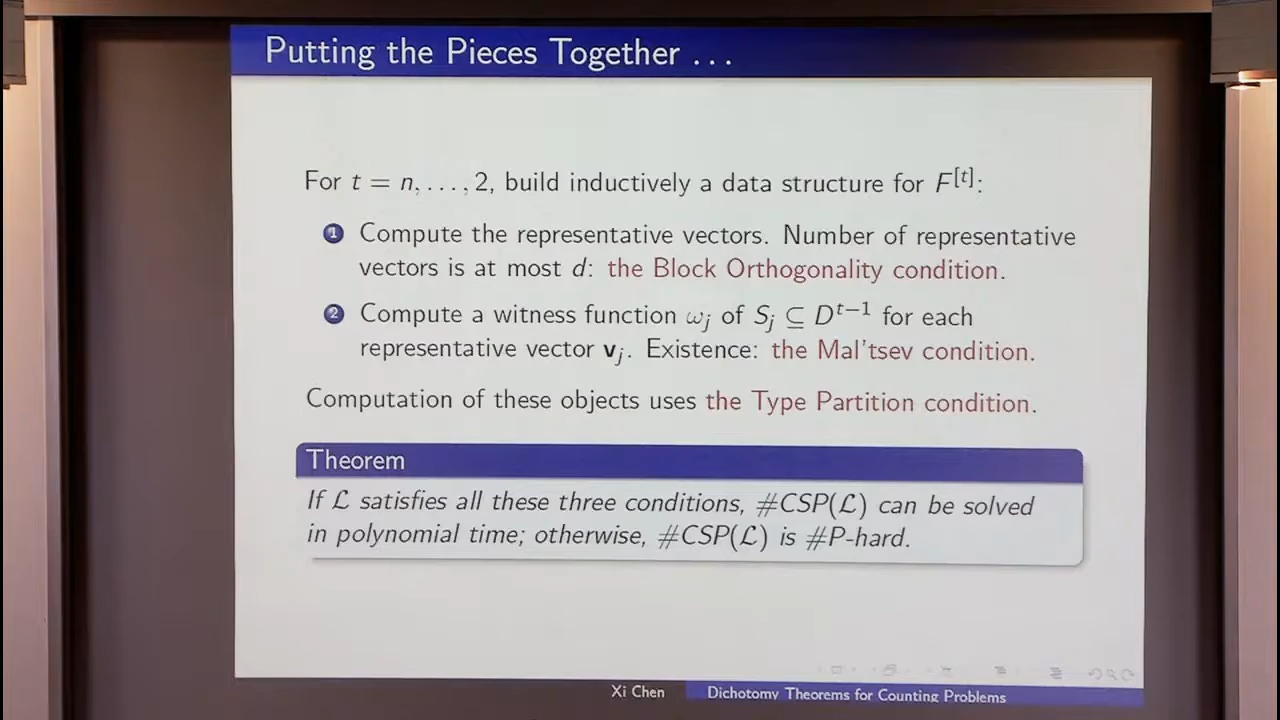 Putting the Pieces Together . . .
For t = n, . . . , 2, build inductively a data structure for F^[t]:
1 Compute the representative vectors. Number of representative
vectors is at most d: the Block Orthogonality condition.
2 Compute a witness function ω_j of S_j ⊆ D^{t−1} for each
representative vector v_j. Existence: the Mal'tsev condition.
Computation of these objects uses the Type Partition condition.
Theorem
If ℒ satisfies all these three conditions, #CSP(ℒ) can be solved
in polynomial time; otherwise, #CSP(ℒ) is #P-hard.
Xi Chen Dichotomy Theorems for Counting Problems